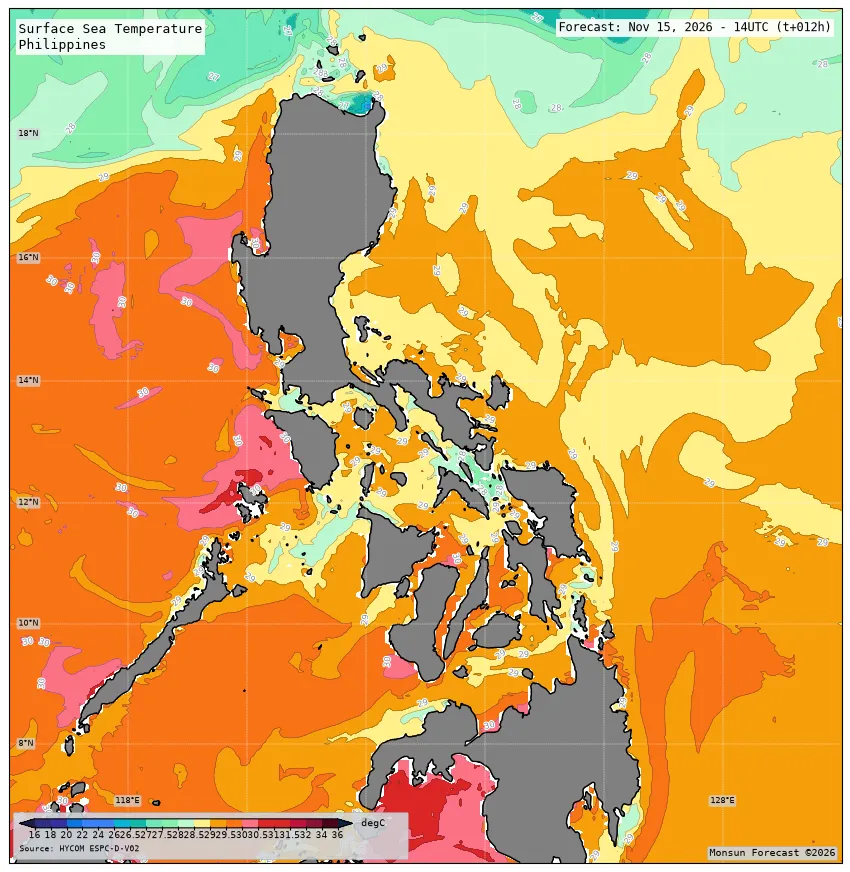 Surface Sea Temperature
Philippines
Forecast: Nov 15, 2026 - 14UTC (t+012h)
18°N
16°N
14°N
12°N
10°N
8°N
118°E
128°E
degC
16 18 20 22 24 26 26.5 27 27.5 28 28.5 29 29.5 30 30.5 31 31.5 32 34 36
Source: HYCOM ESPC-D-V02
Monsun Forecast ©2026